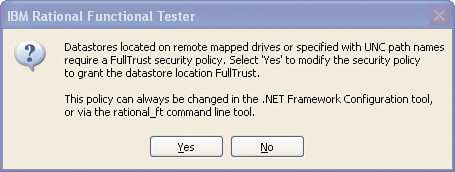 IBM Rational Functional Tester
Datastores located on remote mapped drives or specified with UNC path names
require a FullTrust security policy. Select 'Yes' to modify the security policy
to grant the datastore location FullTrust.
This policy can always be changed in the .NET Framework Configuration tool,
or via the rational_ft command line tool.
Yes
No